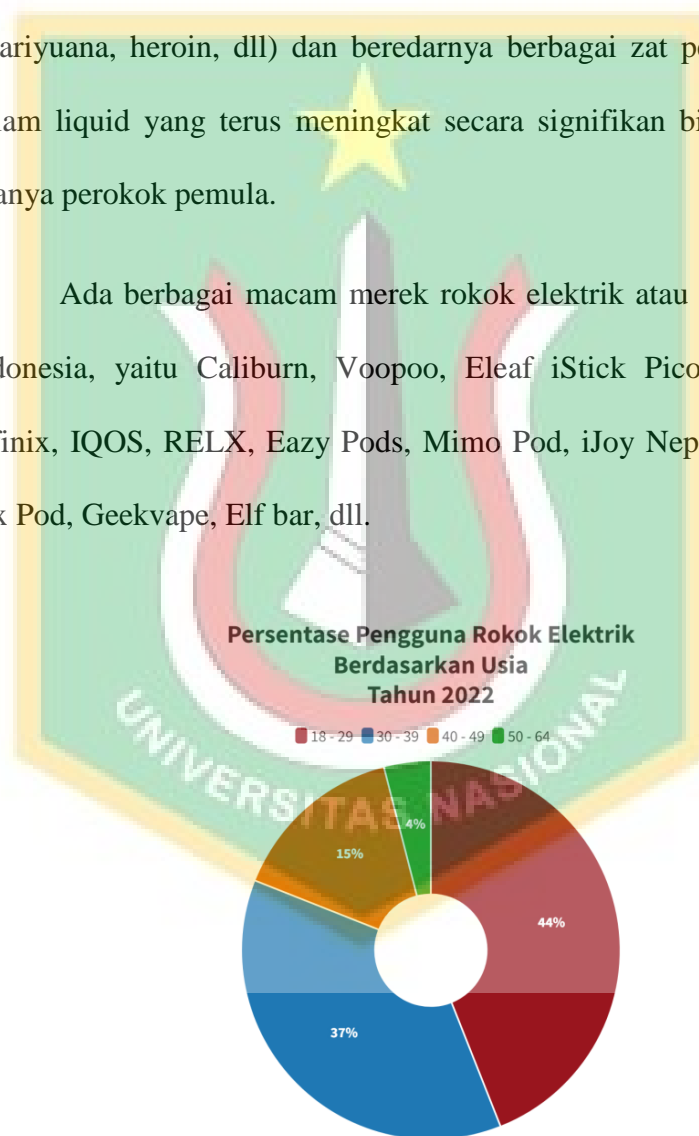 ariyuana, heroin, dll) dan beredarnya berbagai zat
am liquid yang terus meningkat secara signifikan
anya perokok pemula.
Ada berbagai macam merek rokok elektrik atau
donesia, yaitu Caliburn, Voopoo, Eleaf iStick Pico
finix, IQOS, RELX, Eazy Pods, Mimo Pod, iJoy Nep
x Pod, Geekvape, Elf bar, dll.
Persentase Pengguna Rokok Elektrik
Berdasarkan Usia
Tahun 2022
18 - 29 30 - 39 40 - 49 50 - 64
UNIVERSITAS NASIONAL
4%
15%
44%
37%